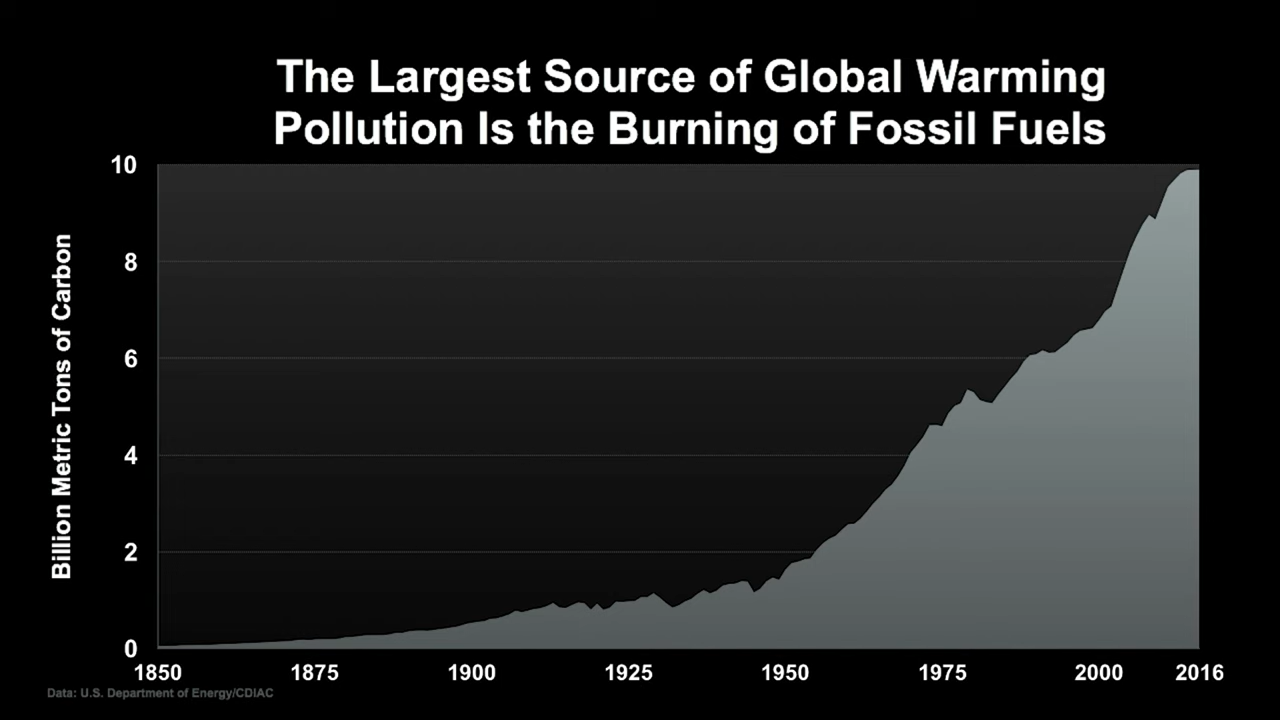 The Largest Source of Global Warming
Pollution Is the Burning of Fossil Fuels
Billion Metric Tons of Carbon
10
8
6
4
2
0
1850 1875 1900 1925 1950 1975 2000 2016
Data: U.S. Department of Energy/CDIAC